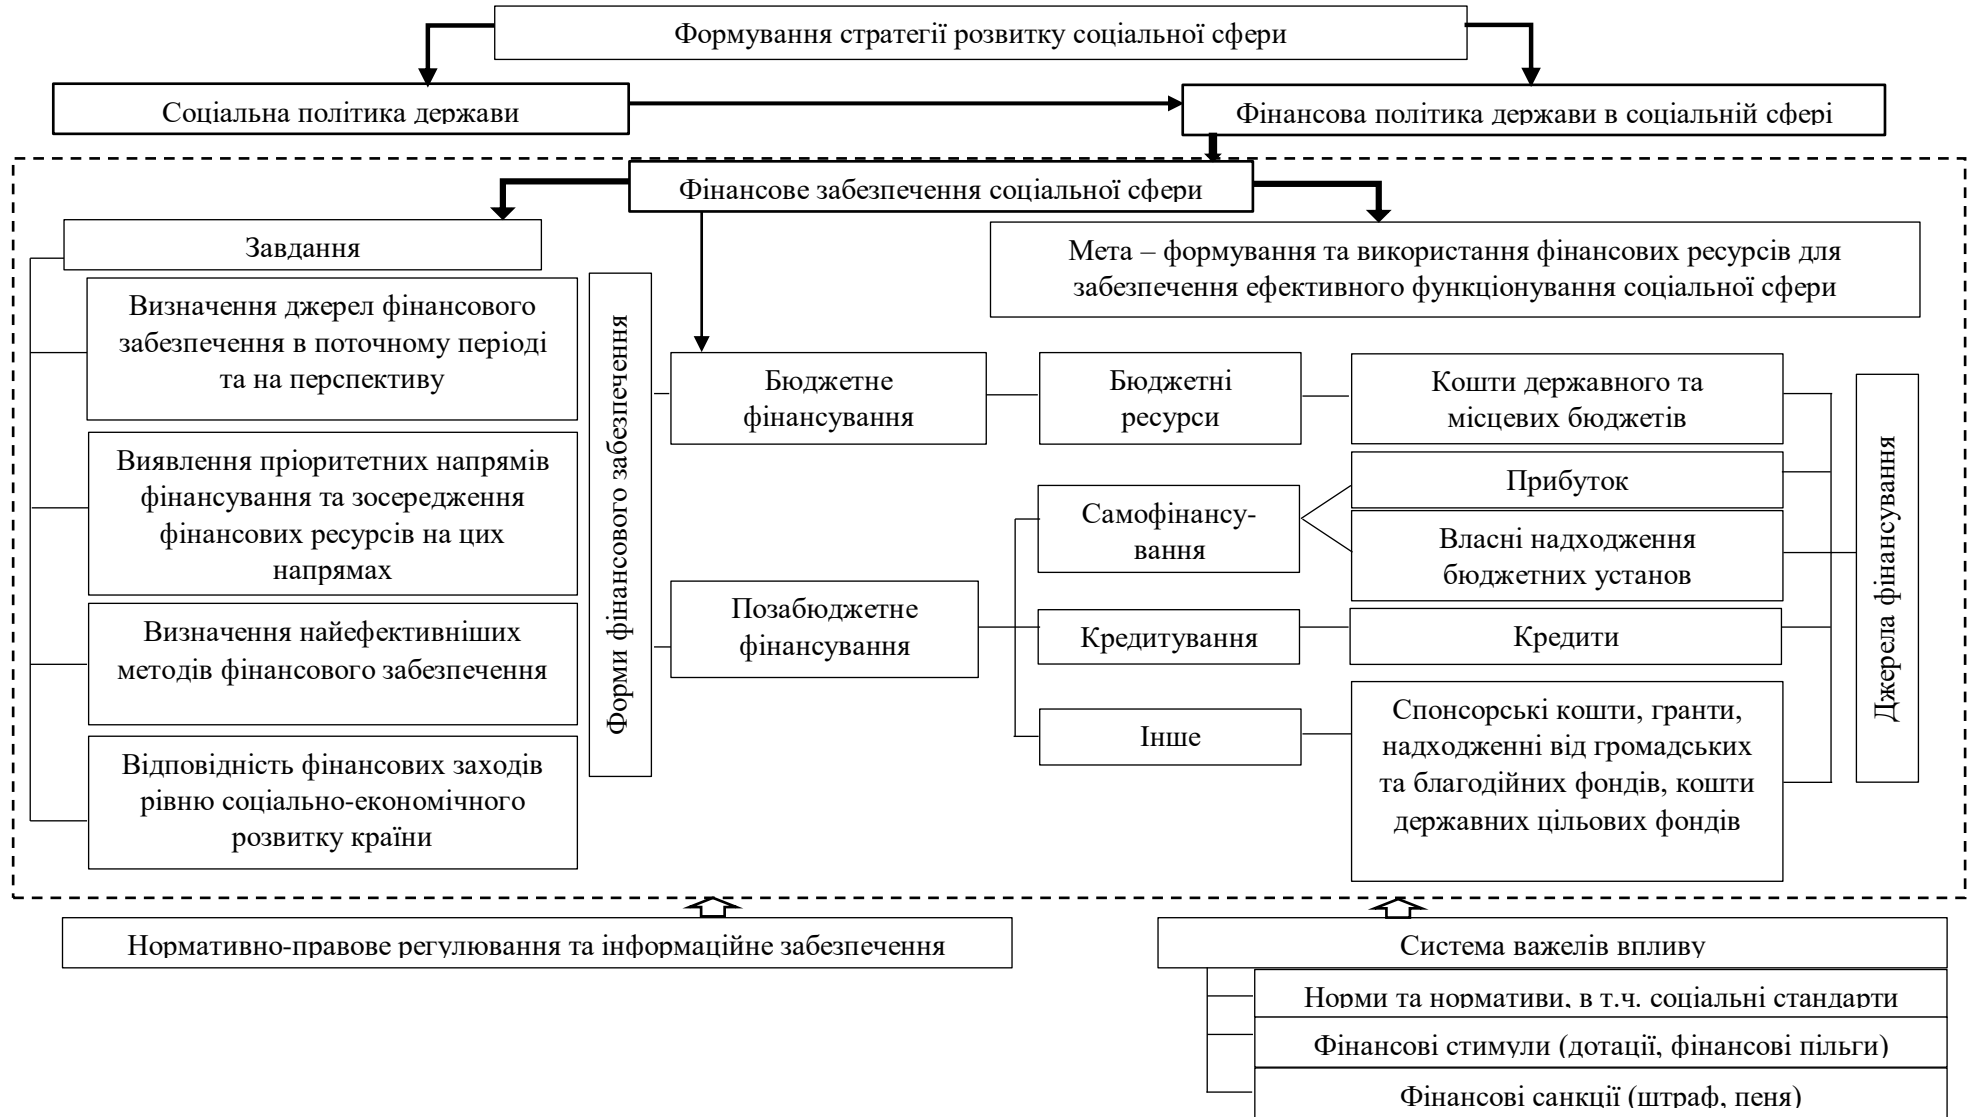 Формування стратегії розвитку соціальної сфери
Соціальна політика держави
Фінансова політика держави в соціальній сфері
Фінансове забезпечення соціальної сфери
Завдання
Мета – формування та використання фінансових ресурсів для
забезпечення ефективного функціонування соціальної сфери
Визначення джерел фінансового
забезпечення в поточному періоді
та на перспективу
Виявлення пріоритетних напрямів
фінансування та зосередження
фінансових ресурсів на цих
напрямах
Визначення найефективніших
методів фінансового забезпечення
Відповідність фінансових заходів
рівню соціально-економічного
розвитку країни
Форми фінансового забезпечення
Бюджетне
фінансування
Бюджетні
ресурси
Кошти державного та
місцевих бюджетів
Позабюджетне
фінансування
Самофінансу-
вання
Прибуток
Власні надходження
бюджетних установ
Кредитування
Кредити
Інше
Спонсорські кошти, гранти,
надходженні від громадських
та благодійних фондів, кошти
державних цільових фондів
Джерела фінансування
Нормативно-правове регулювання та інформаційне забезпечення
Система важелів впливу
Норми та нормативи, в т.ч. соціальні стандарти
Фінансові стимули (дотації, фінансові пільги)
Фінансові санкції (штраф, пеня)